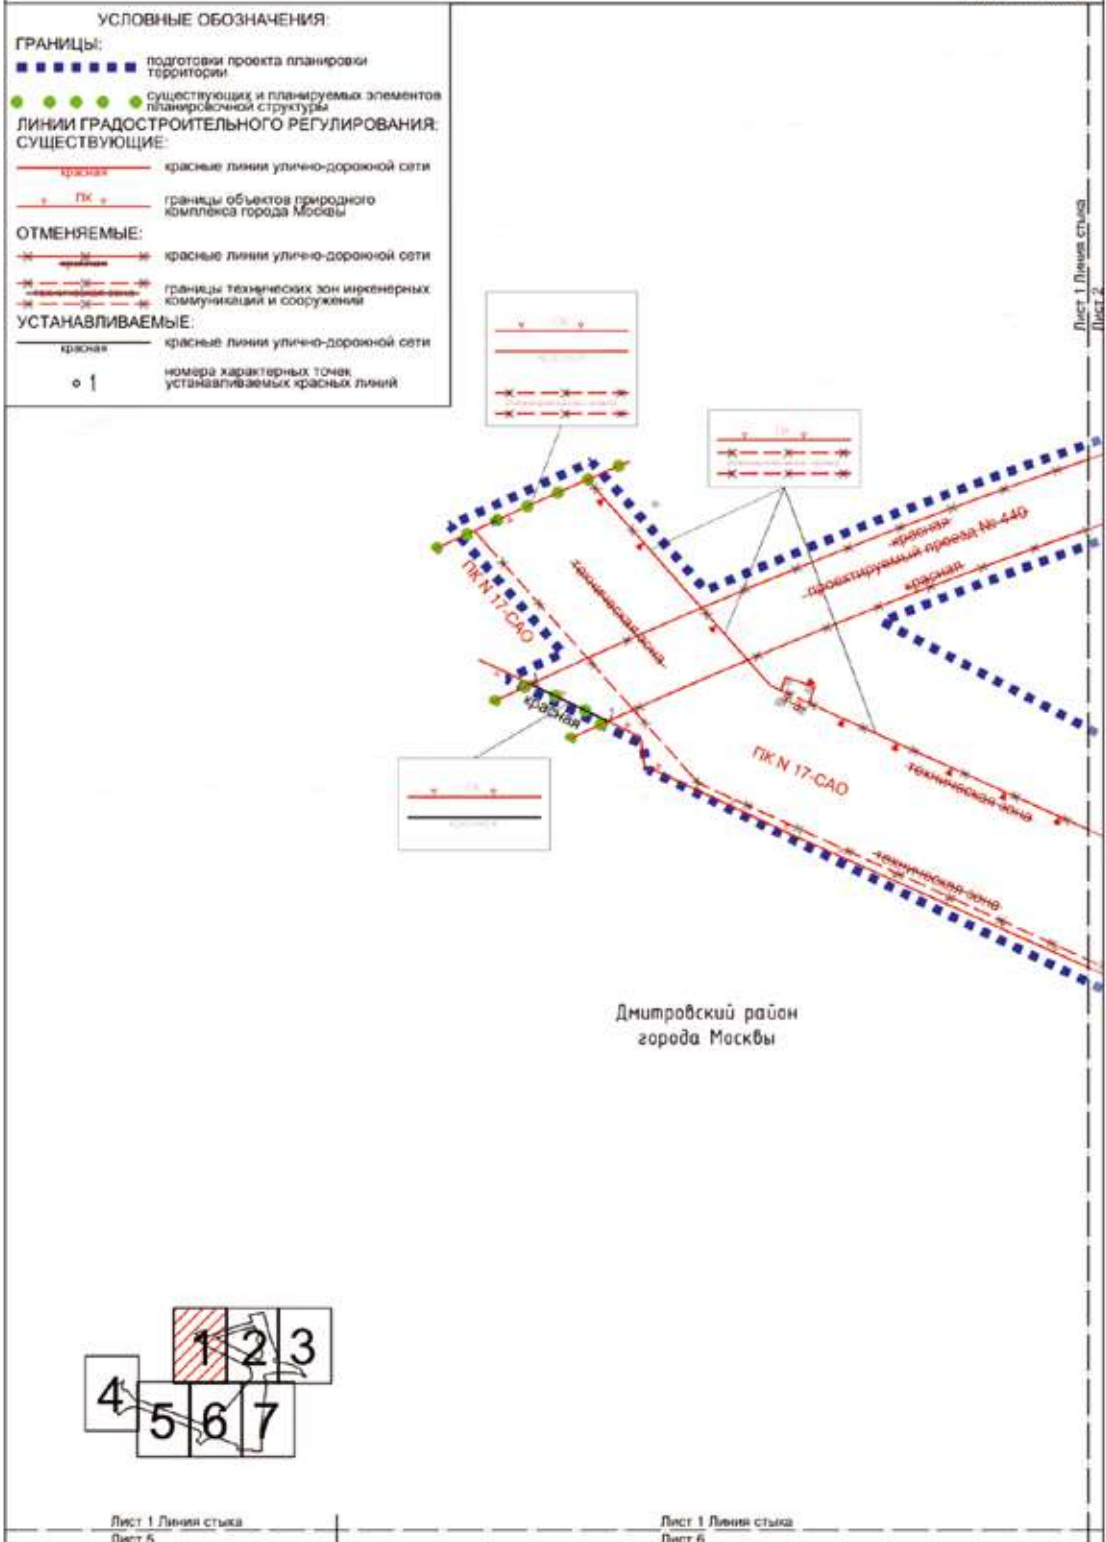 УСЛОВНЫЕ ОБОЗНАЧЕНИЯ:
ГРАНИЦЫ:
подготовки проекта планировки
территории
существующих и планируемых элементов
планировочной структуры
ЛИНИИ ГРАДОСТРОИТЕЛЬНОГО РЕГУЛИРОВАНИЯ:
СУЩЕСТВУЮЩИЕ:
красная
красные линии улично-дорожной сети
ПК
границы объектов природного
комплекса города Москвы
ОТМЕНЯЕМЫЕ:
красная
красные линии улично-дорожной сети
техническая зона
границы технических зон инженерных
коммуникаций и сооружений
УСТАНАВЛИВАЕМЫЕ:
красная
красные линии улично-дорожной сети
1
номера характерных точек
устанавливаемых красных линий
Лист 1 Линия стыка
Лист 2
красная
проектируемый проезд № 440
красная
ПК N 17-САО
техническая зона
красная
ПК N 17-САО
техническая зона
техническая зона
Дмитровский район
города Москвы
1 2 3
4 5 6 7
Лист 1 Линия стыка
Лист 5
Лист 1 Линия стыка
Лист 6